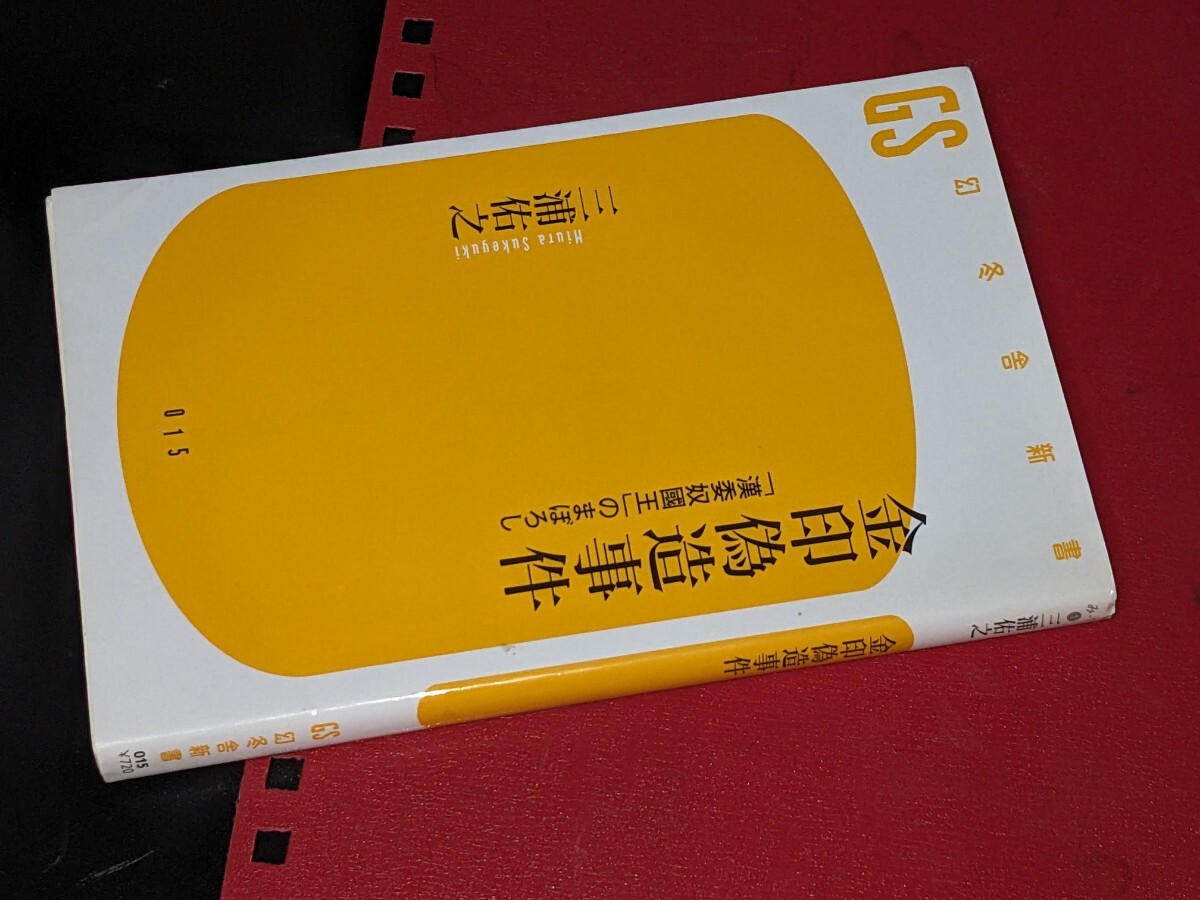 GS
幻冬舎新書
金印偽造事件
「漢委奴國王」のまぼろし
三浦佑之
Miura Sukeyuki
015
三浦佑之
金印偽造事件
GS 幻冬舎新書
015
¥720